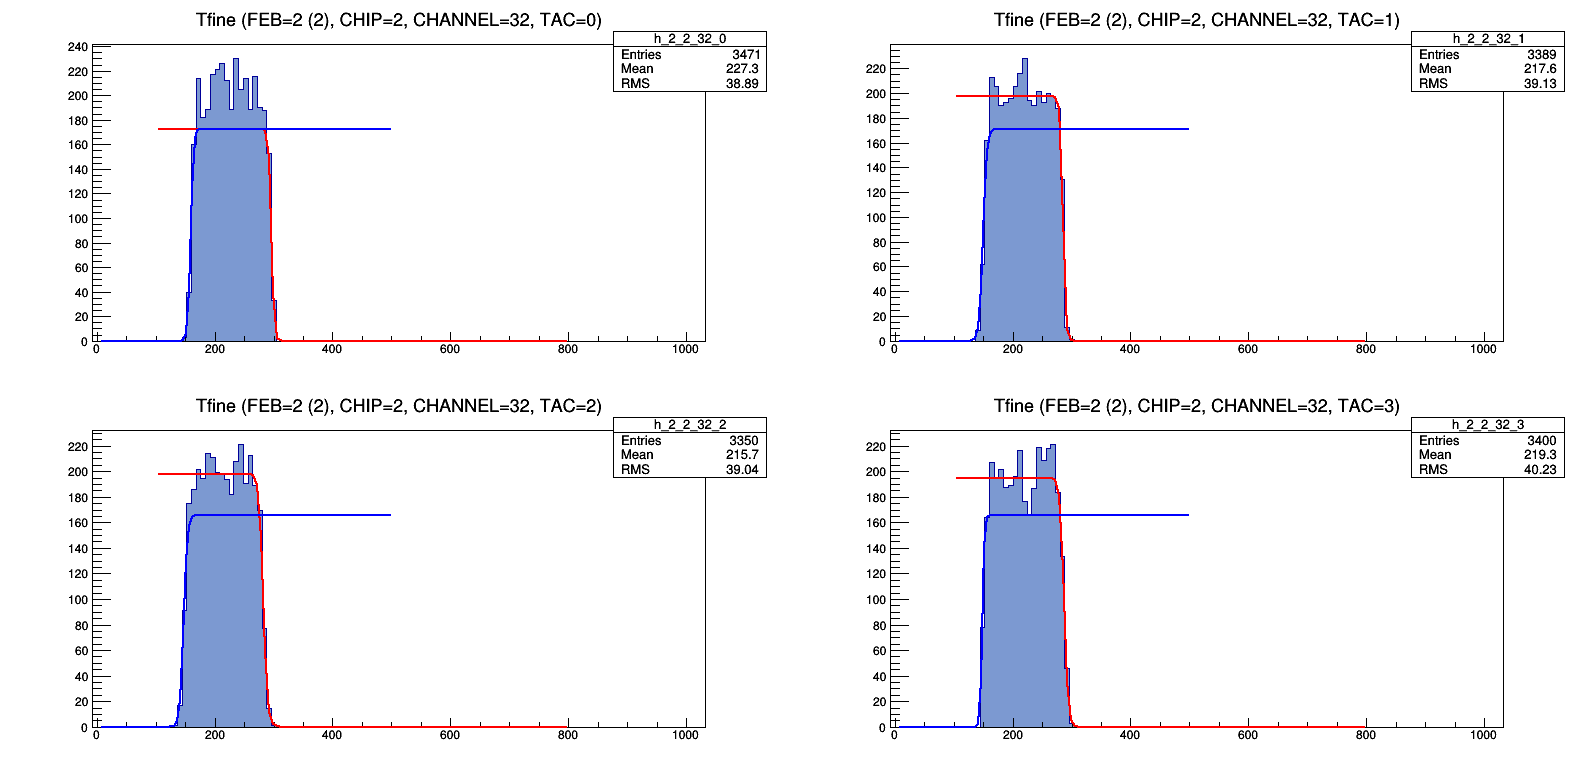 Tfine (FEB=2 (2), CHIP=2, CHANNEL=32, TAC=0)
h_2_2_32_0
Entries 3471
Mean 227.3
RMS 38.89
240
220
200
180
160
140
120
100
80
60
40
20
0
0 200 400 600 800 1000
Tfine (FEB=2 (2), CHIP=2, CHANNEL=32, TAC=1)
h_2_2_32_1
Entries 3389
Mean 217.6
RMS 39.13
220
200
180
160
140
120
100
80
60
40
20
0
0 200 400 600 800 1000
Tfine (FEB=2 (2), CHIP=2, CHANNEL=32, TAC=2)
h_2_2_32_2
Entries 3350
Mean 215.7
RMS 39.04
220
200
180
160
140
120
100
80
60
40
20
0
0 200 400 600 800 1000
Tfine (FEB=2 (2), CHIP=2, CHANNEL=32, TAC=3)
h_2_2_32_3
Entries 3400
Mean 219.3
RMS 40.23
220
200
180
160
140
120
100
80
60
40
20
0
0 200 400 600 800 1000